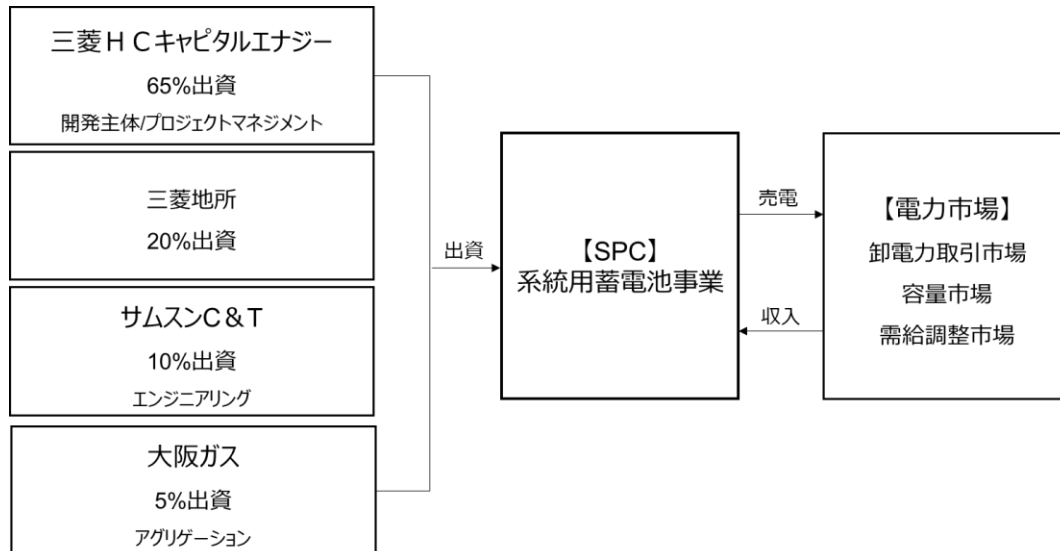 三菱HCキャピタルエナジー
65%出資
開発主体/プロジェクトマネジメント
三菱地所
20%出資
サムスンC&T
10%出資
エンジニアリング
大阪ガス
5%出資
アグリゲーション
出資
【SPC】
系統用蓄電池事業
売電
収入
【電力市場】
卸電力取引市場
容量市場
需給調整市場